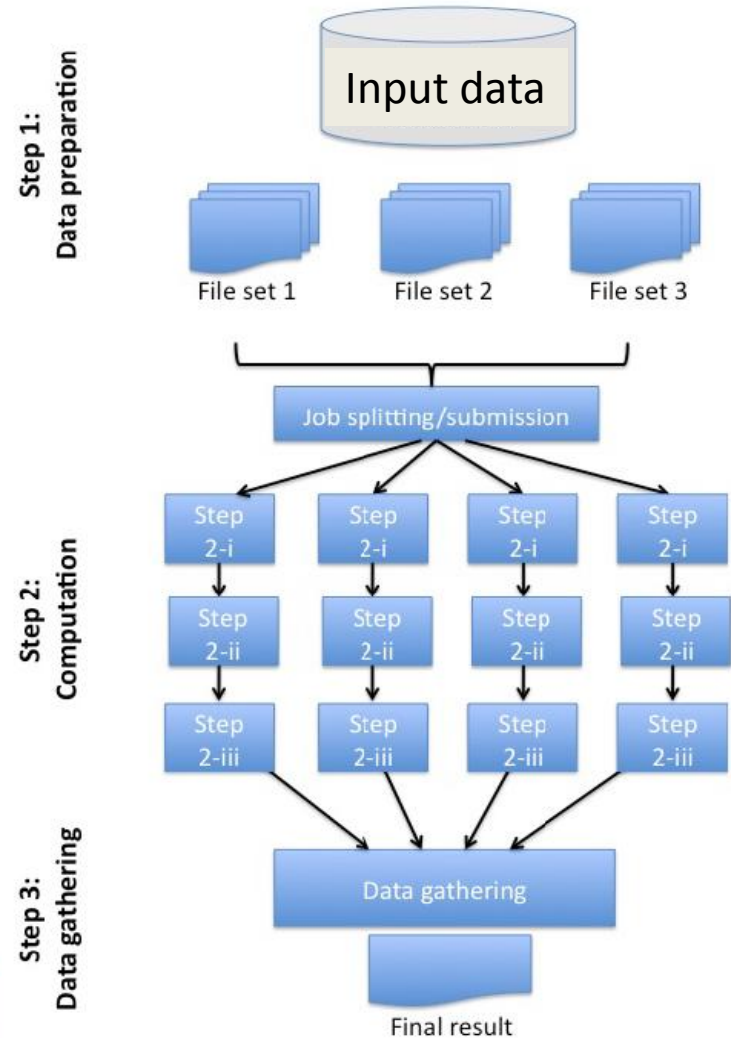 Step 1:
Data preparation
Input data
File set 1
File set 2
File set 3
Job splitting/submission
Step 2:
Computation
Step
2-i
Step
2-i
Step
2-i
Step
2-i
Step
2-ii
Step
2-ii
Step
2-ii
Step
2-ii
Step
2-iii
Step
2-iii
Step
2-iii
Step
2-iii
Step 3:
Data gathering
Data gathering
Final result